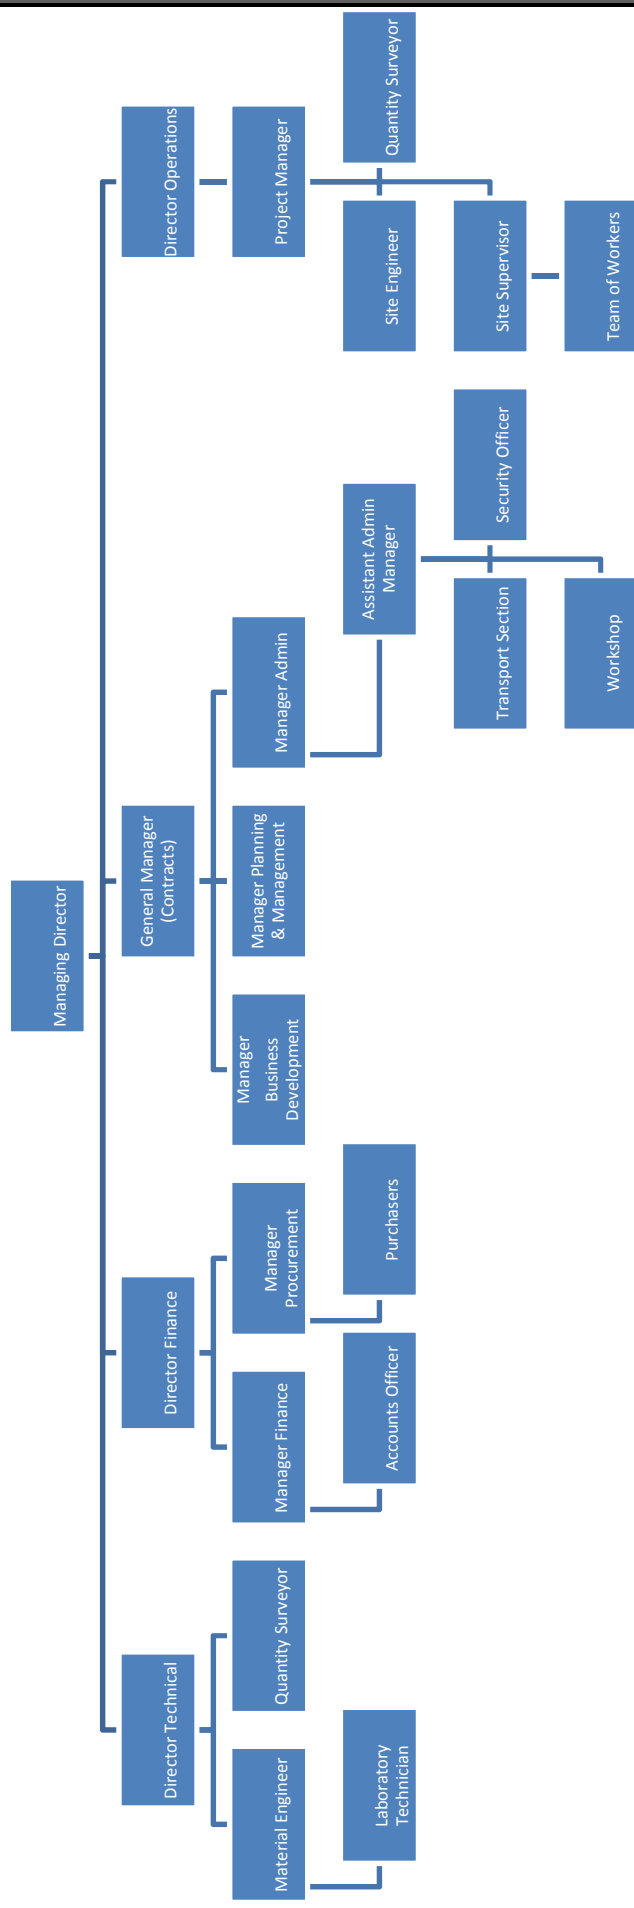 Managing Director
Director Technical
Material Engineer
Laboratory
Technician
Quantity Surveyor
Director Finance
Manager Finance
Accounts Officer
Manager
Procurement
Purchasers
General Manager
(Contracts)
Manager
Business
Development
Manager Planning
& Management
Manager Admin
Assistant Admin
Manager
Transport Section
Security Officer
Workshop
Director Operations
Project Manager
Site Engineer
Quantity Surveyor
Site Supervisor
Team of Workers